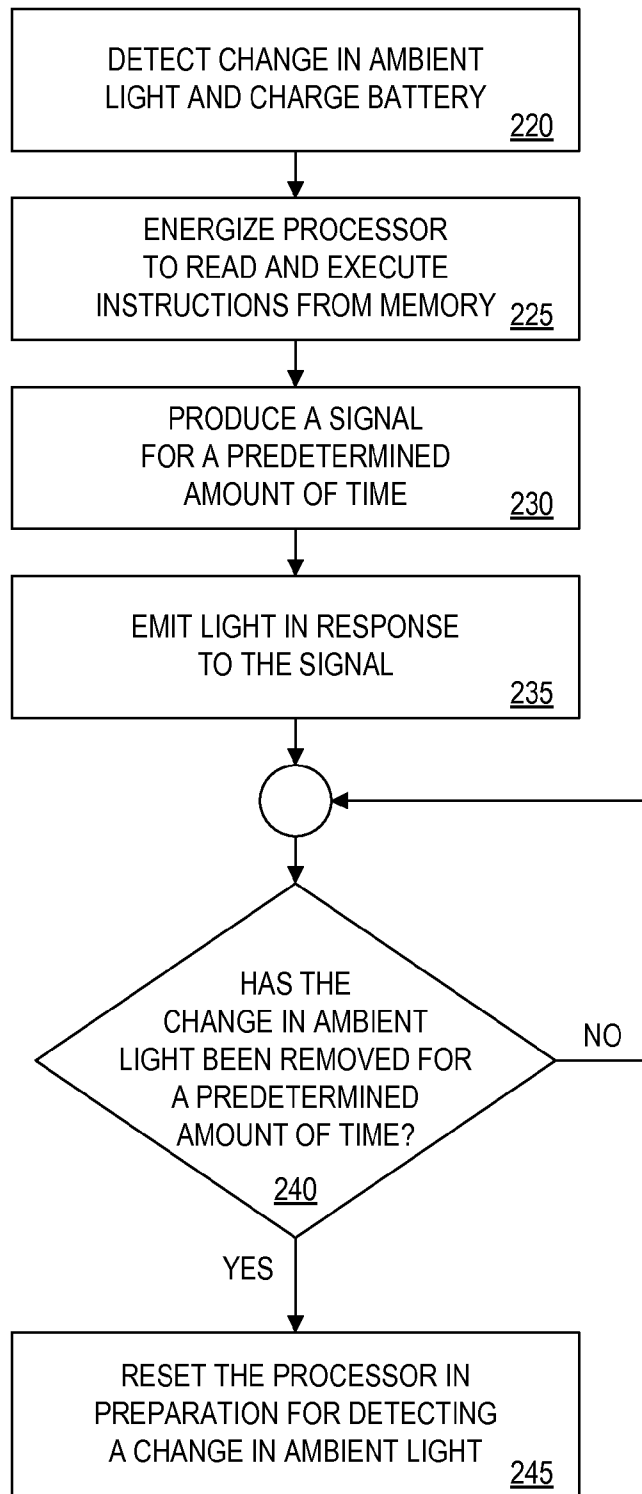 DETECT CHANGE IN AMBIENT
LIGHT AND CHARGE BATTERY
220
ENERGIZE PROCESSOR
TO READ AND EXECUTE
INSTRUCTIONS FROM MEMORY
225
PRODUCE A SIGNAL
FOR A PREDETERMINED
AMOUNT OF TIME
230
EMIT LIGHT IN RESPONSE
TO THE SIGNAL
235
HAS THE
CHANGE IN AMBIENT
LIGHT BEEN REMOVED FOR
A PREDETERMINED
AMOUNT OF TIME?
240
NO
YES
RESET THE PROCESSOR IN
PREPARATION FOR DETECTING
A CHANGE IN AMBIENT LIGHT
245